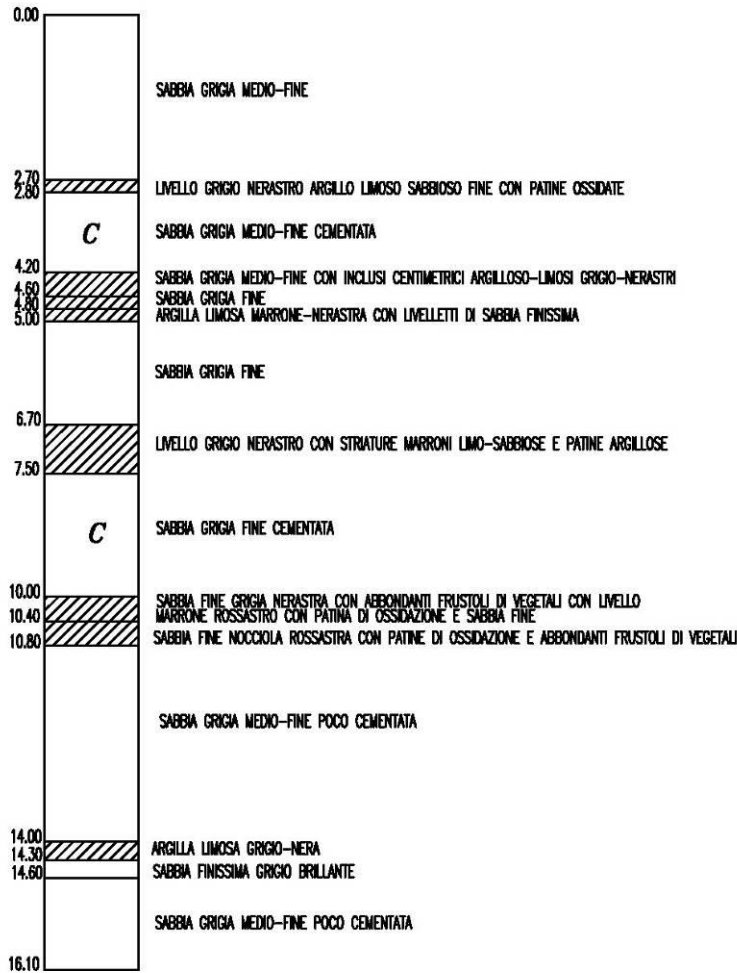 0.00
SABBIA GRIGIA MEDIO-FINE
2.70
2.80
LIVELLO GRIGIO NERASTRO ARGILLO LIMOSO SABBIOSO FINE CON PATINE OSSIDATE
C
SABBIA GRIGIA MEDIO-FINE CEMENTATA
4.20
SABBIA GRIGIA MEDIO-FINE CON INCLUSI CENTIMETRICI ARGILLOSO-LIMOSI GRIGIO-NERASTRI
4.60
SABBIA GRIGIA FINE
4.80
ARGILLA LIMOSA MARRONE-NERASTRA CON LIVELLETTI DI SABBIA FINISSIMA
5.00
SABBIA GRIGIA FINE
6.70
LIVELLO GRIGIO NERASTRO CON STRIATURE MARRONI LIMO-SABBIOSE E PATINE ARGILLOSE
7.50
C
SABBIA GRIGIA FINE CEMENTATA
10.00
SABBIA FINE GRIGIA NERASTRA CON ABBONDANTI FRUSTOLI DI VEGETALI CON LIVELLO
MARRONE ROSSASTRO CON PATINA DI OSSIDAZIONE E SABBIA FINE
10.40
SABBIA FINE NOCCIOLA ROSSASTRA CON PATINE DI OSSIDAZIONE E ABBONDANTI FRUSTOLI DI VEGETALI
10.80
SABBIA GRIGIA MEDIO-FINE POCO CEMENTATA
14.00
ARGILLA LIMOSA GRIGIO-NERA
14.30
SABBIA FINISSIMA GRIGIO BRILLANTE
14.60
SABBIA GRIGIA MEDIO-FINE POCO CEMENTATA
16.10